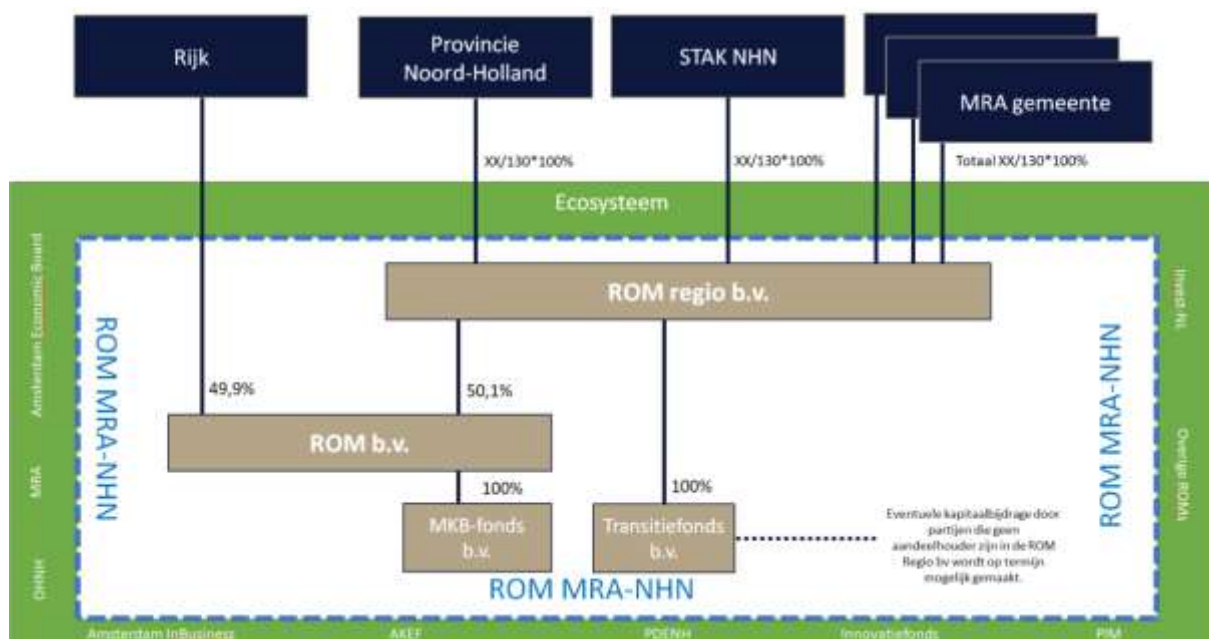 Rijk
Provincie
Noord-Holland
STAK NHN
MRA gemeente
XX/130*100%
XX/130*100%
Totaal XX/130*100%
Ecosysteem
Amsterdam Economic Board
MRA
OHNH
ROM MRA-NHN
ROM regio b.v.
49,9%
50,1%
ROM b.v.
100%
100%
MKB-fonds
b.v.
Transitiefonds
b.v.
Eventuele kapitaalbijdrage door
partijen die geen
aandeelhouder zijn in de ROM
Regio bv wordt op termijn
mogelijk gemaakt.
ROM MRA-NHN
ROM MRA-NHN
Invest-NL
Overige ROMs
Amsterdam InBusiness
AKEF
PDENH
Innovatiefonds
PIM